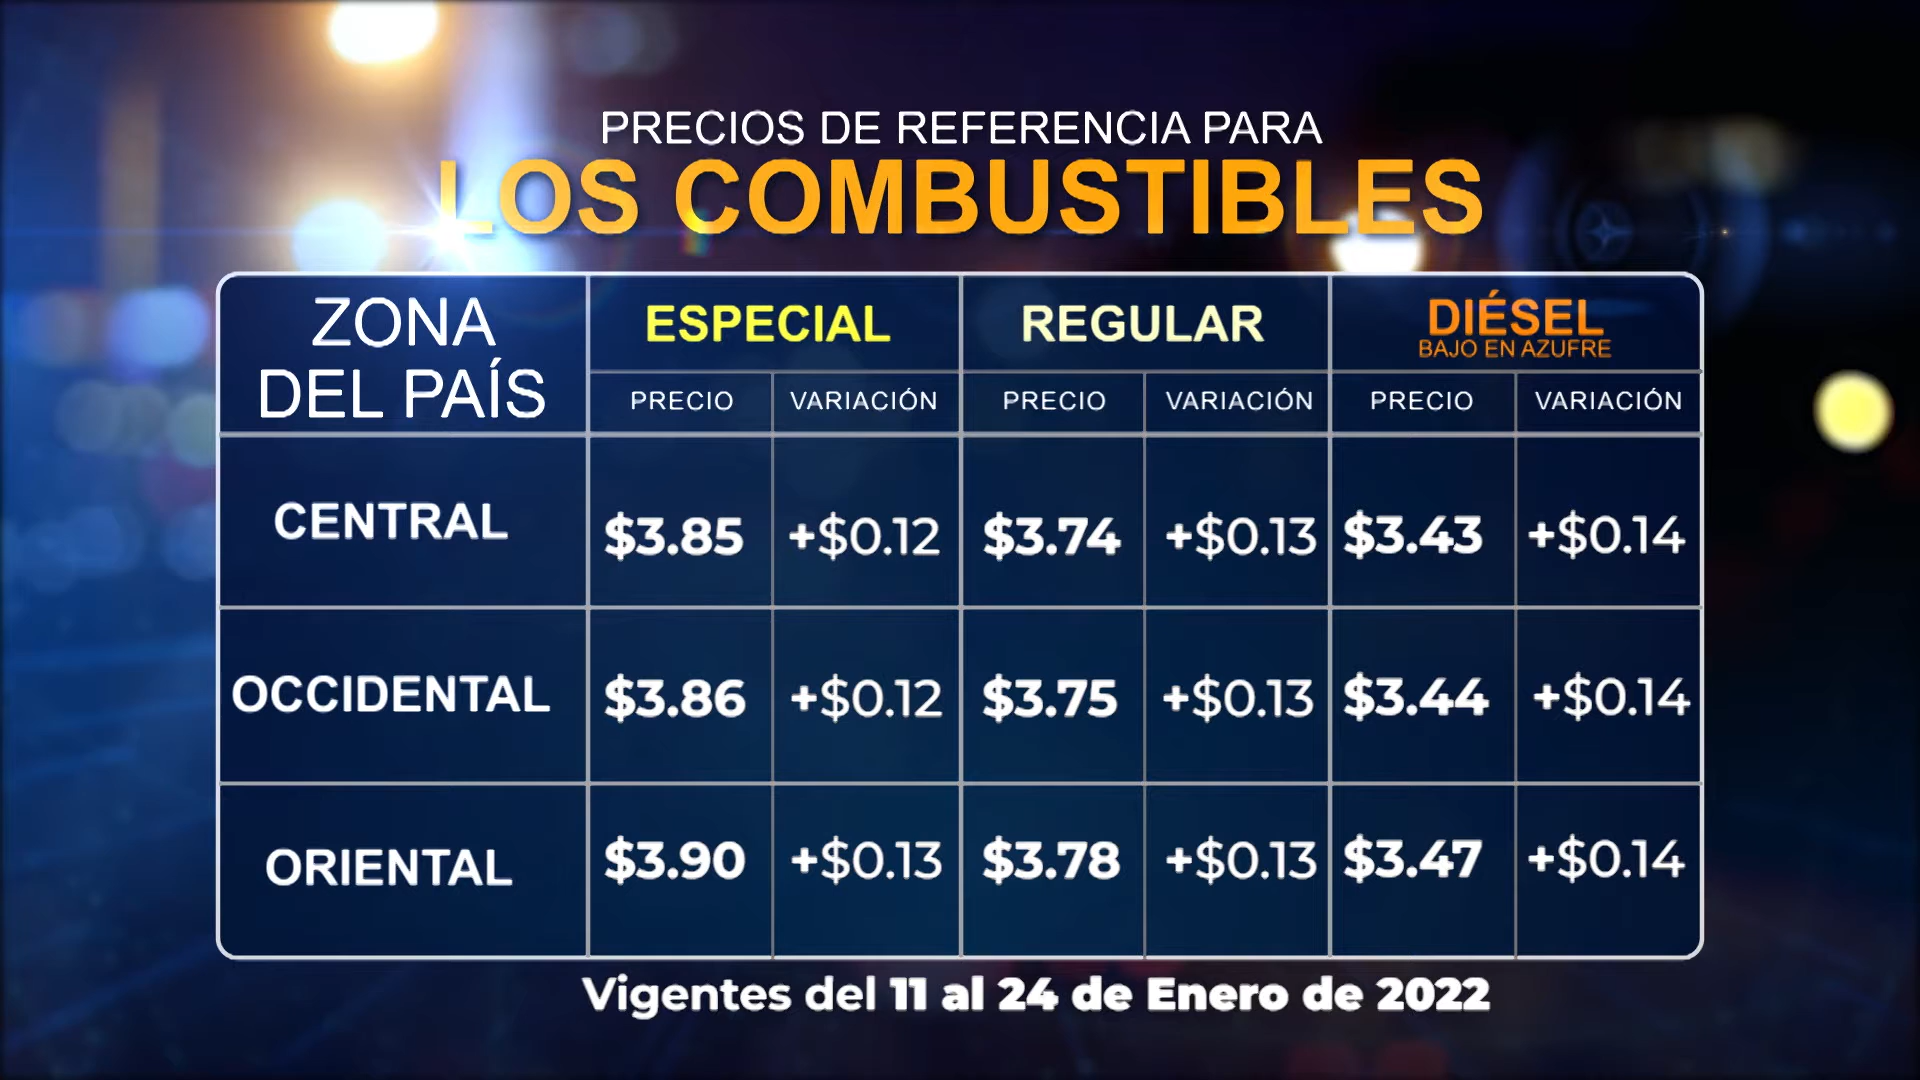 PRECIOS DE REFERENCIA PARA
LOS COMBUSTIBLES
ZONA DEL PAÍS ESPECIAL REGULAR DIÉSEL
BAJO EN AZUFRE
PRECIO VARIACIÓN PRECIO VARIACIÓN PRECIO VARIACIÓN
CENTRAL $3.85 +$0.12 $3.74 +$0.13 $3.43 +$0.14
OCCIDENTAL $3.86 +$0.12 $3.75 +$0.13 $3.44 +$0.14
ORIENTAL $3.90 +$0.13 $3.78 +$0.13 $3.47 +$0.14
Vigentes del 11 al 24 de Enero de 2022